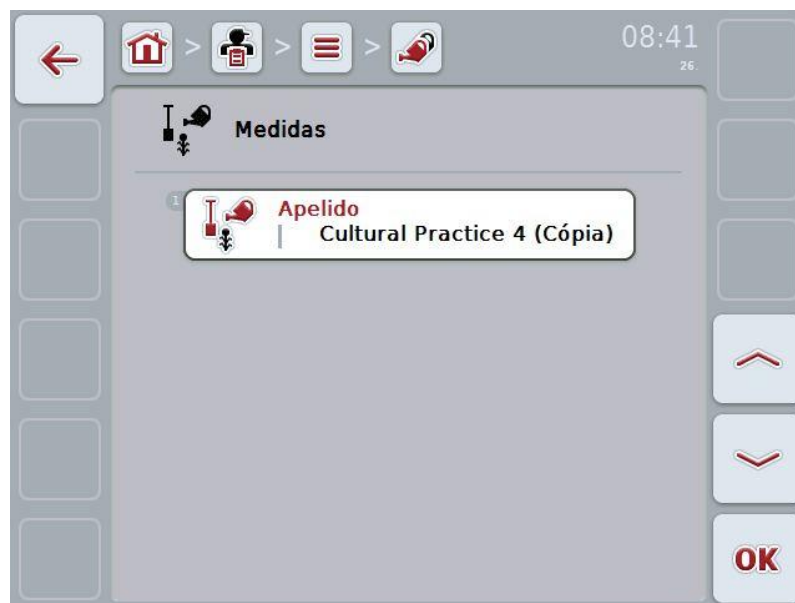 > > >
08:41
26.
Medidas
1
Apelido
Cultural Practice 4 (Cópia)
OK